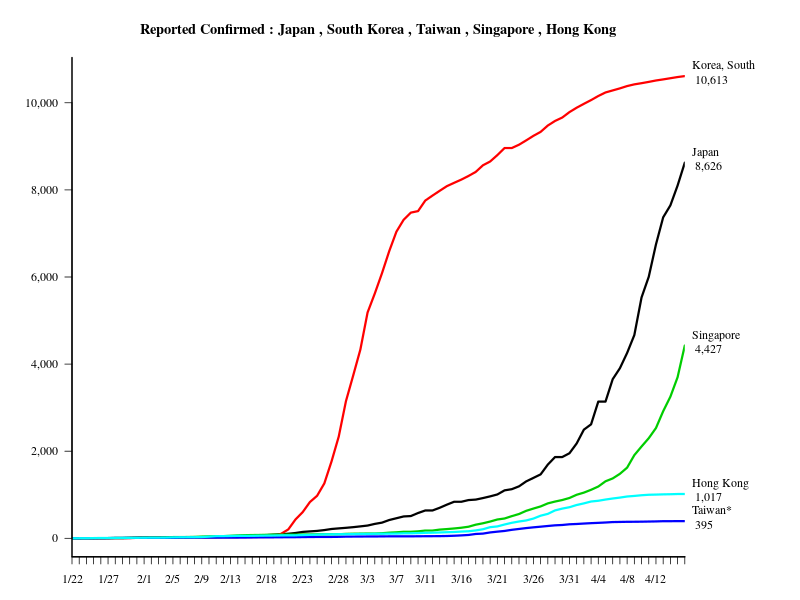 Reported Confirmed : Japan , South Korea , Taiwan , Singapore , Hong Kong
Korea, South
10,613
10,000
Japan
8,626
8,000
6,000
Singapore
4,427
4,000
2,000
Hong Kong
1,017
Taiwan*
395
0
1/22 1/27 2/1 2/5 2/9 2/13 2/18 2/23 2/28 3/3 3/7 3/11 3/16 3/21 3/26 3/31 4/4 4/8 4/12